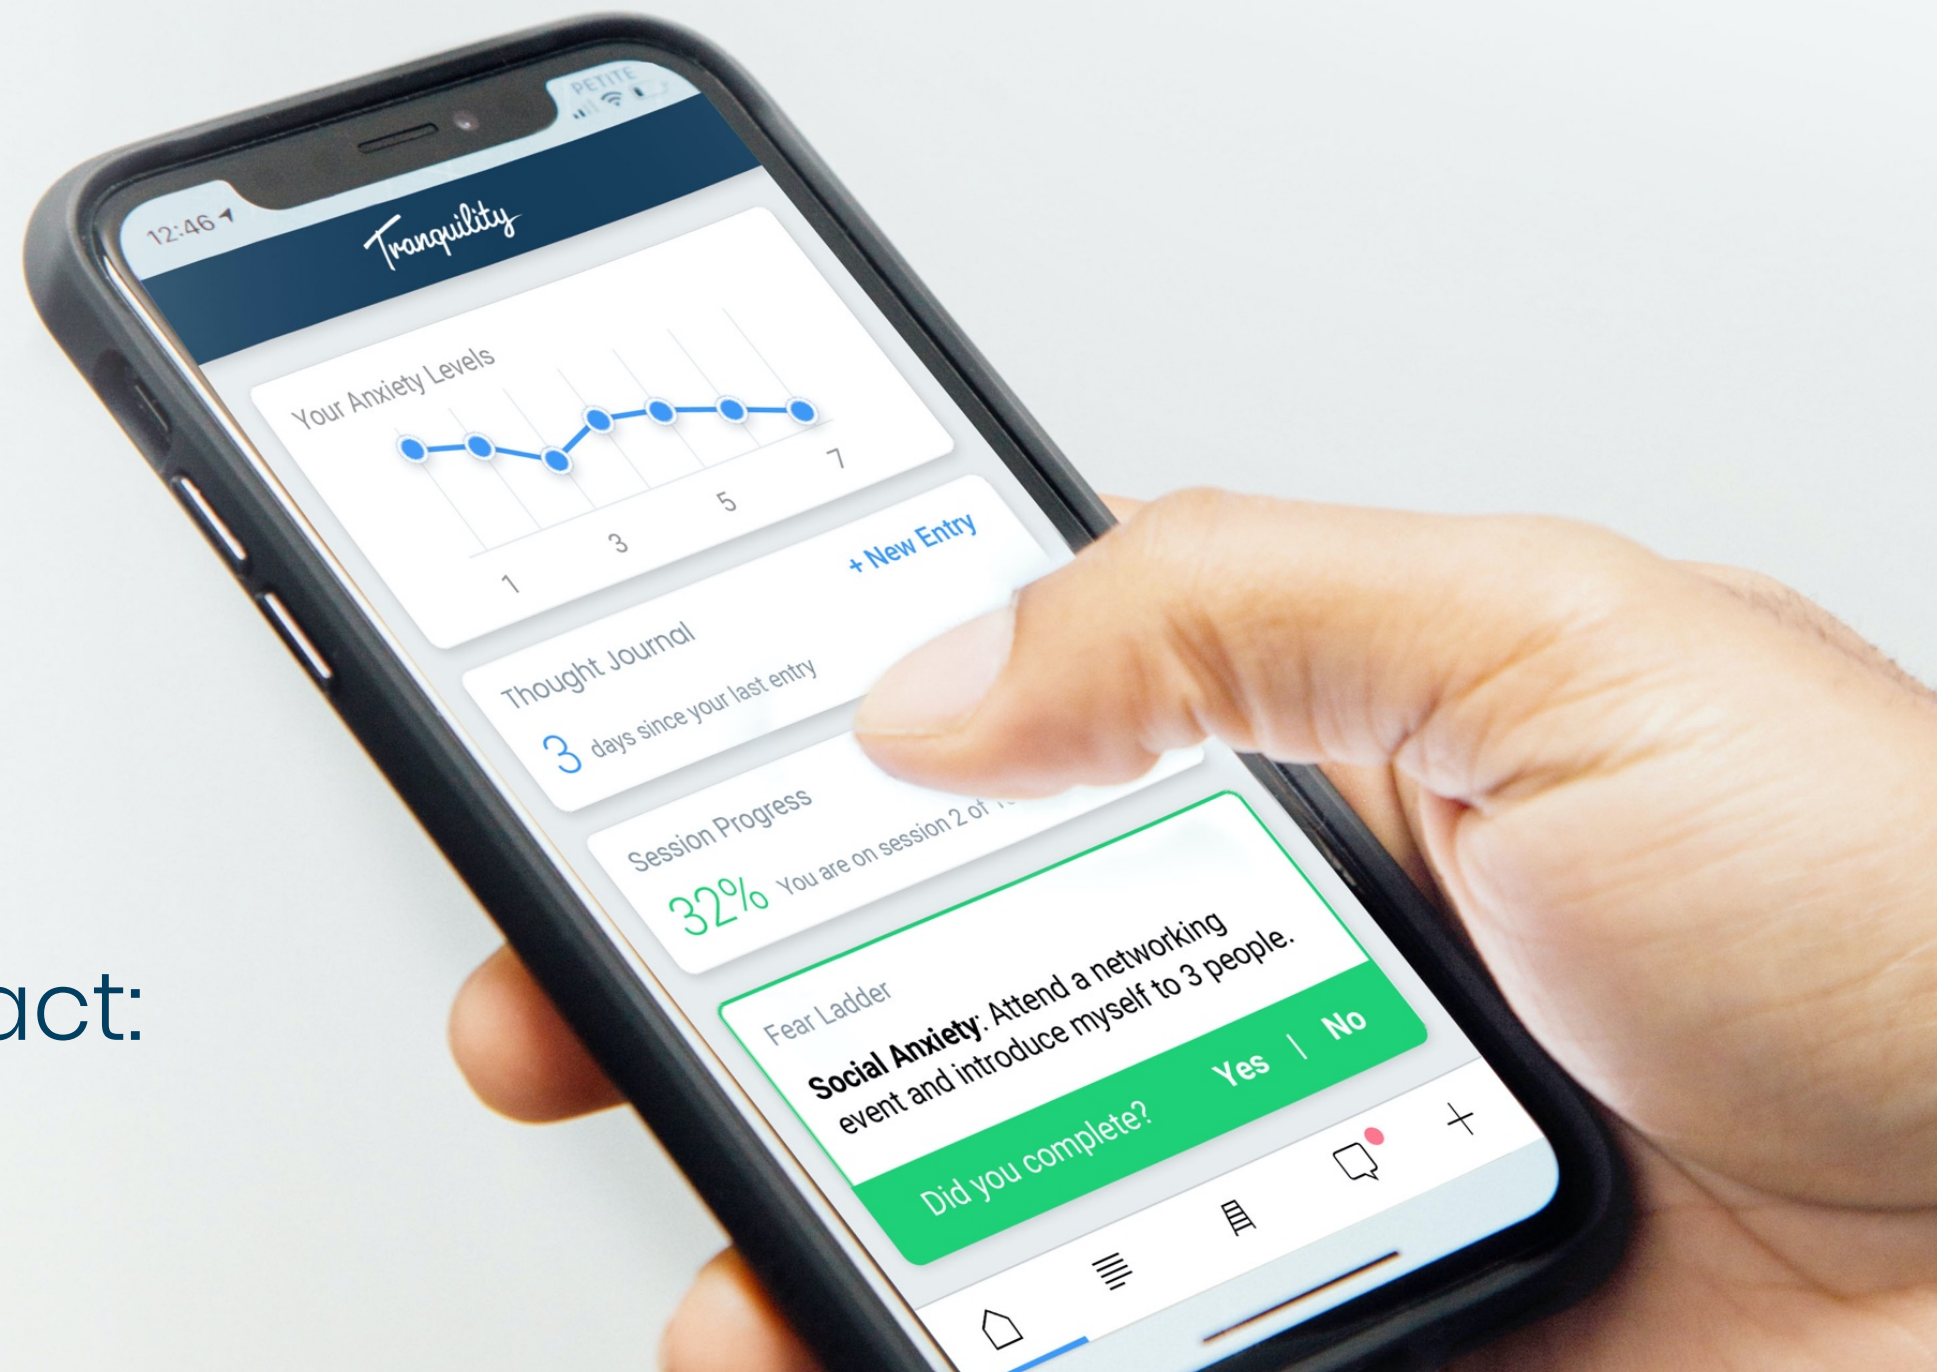 PETITE
12:46
Tranquility
Your Anxiety Levels
1 3 5 7
Thought Journal
+ New Entry
3 days since your last entry
Session Progress
32% You are on session 2 of
Fear Ladder
Social Anxiety: Attend a networking
event and introduce myself to 3 people.
Did you complete? Yes | No
act: